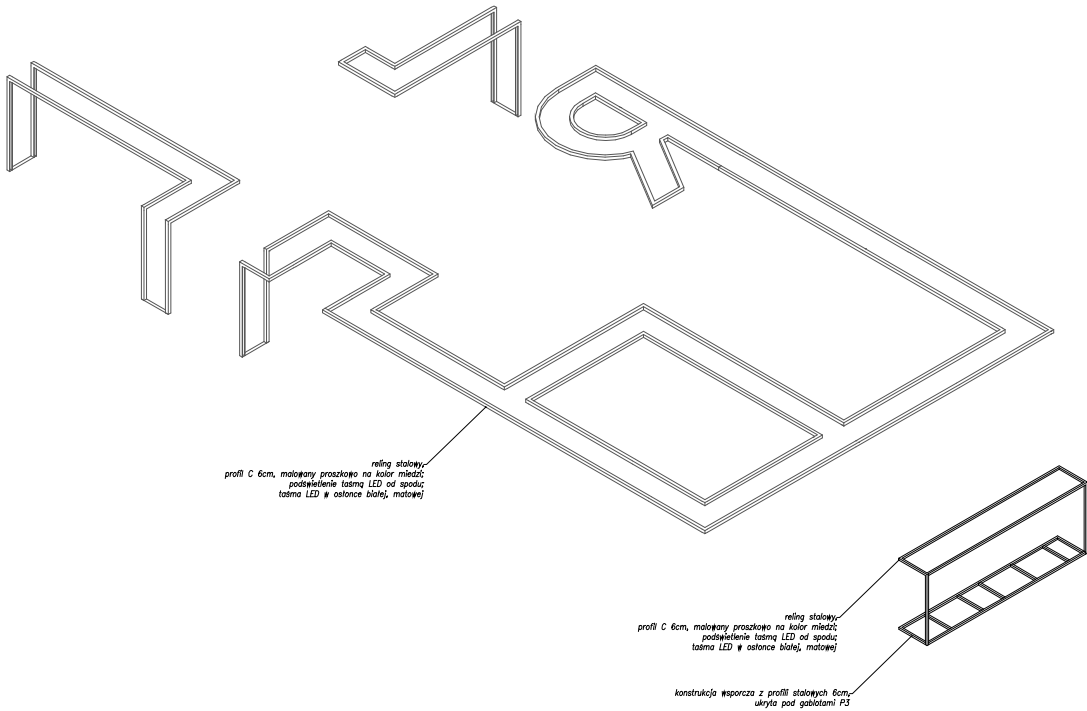 reling stalowy,
profil C 6cm, malowany proszkowo na kolor miedzi;
podświetlenie taśmą LED od spodu;
taśma LED w osłonce białej, matowej
reling stalowy,
profil C 6cm, malowany proszkowo na kolor miedzi;
podświetlenie taśmą LED od spodu;
taśma LED w osłonce białej, matowej
konstrukcja wsporcza z profili stalowych 6cm,
ukryta pod gablotami P3